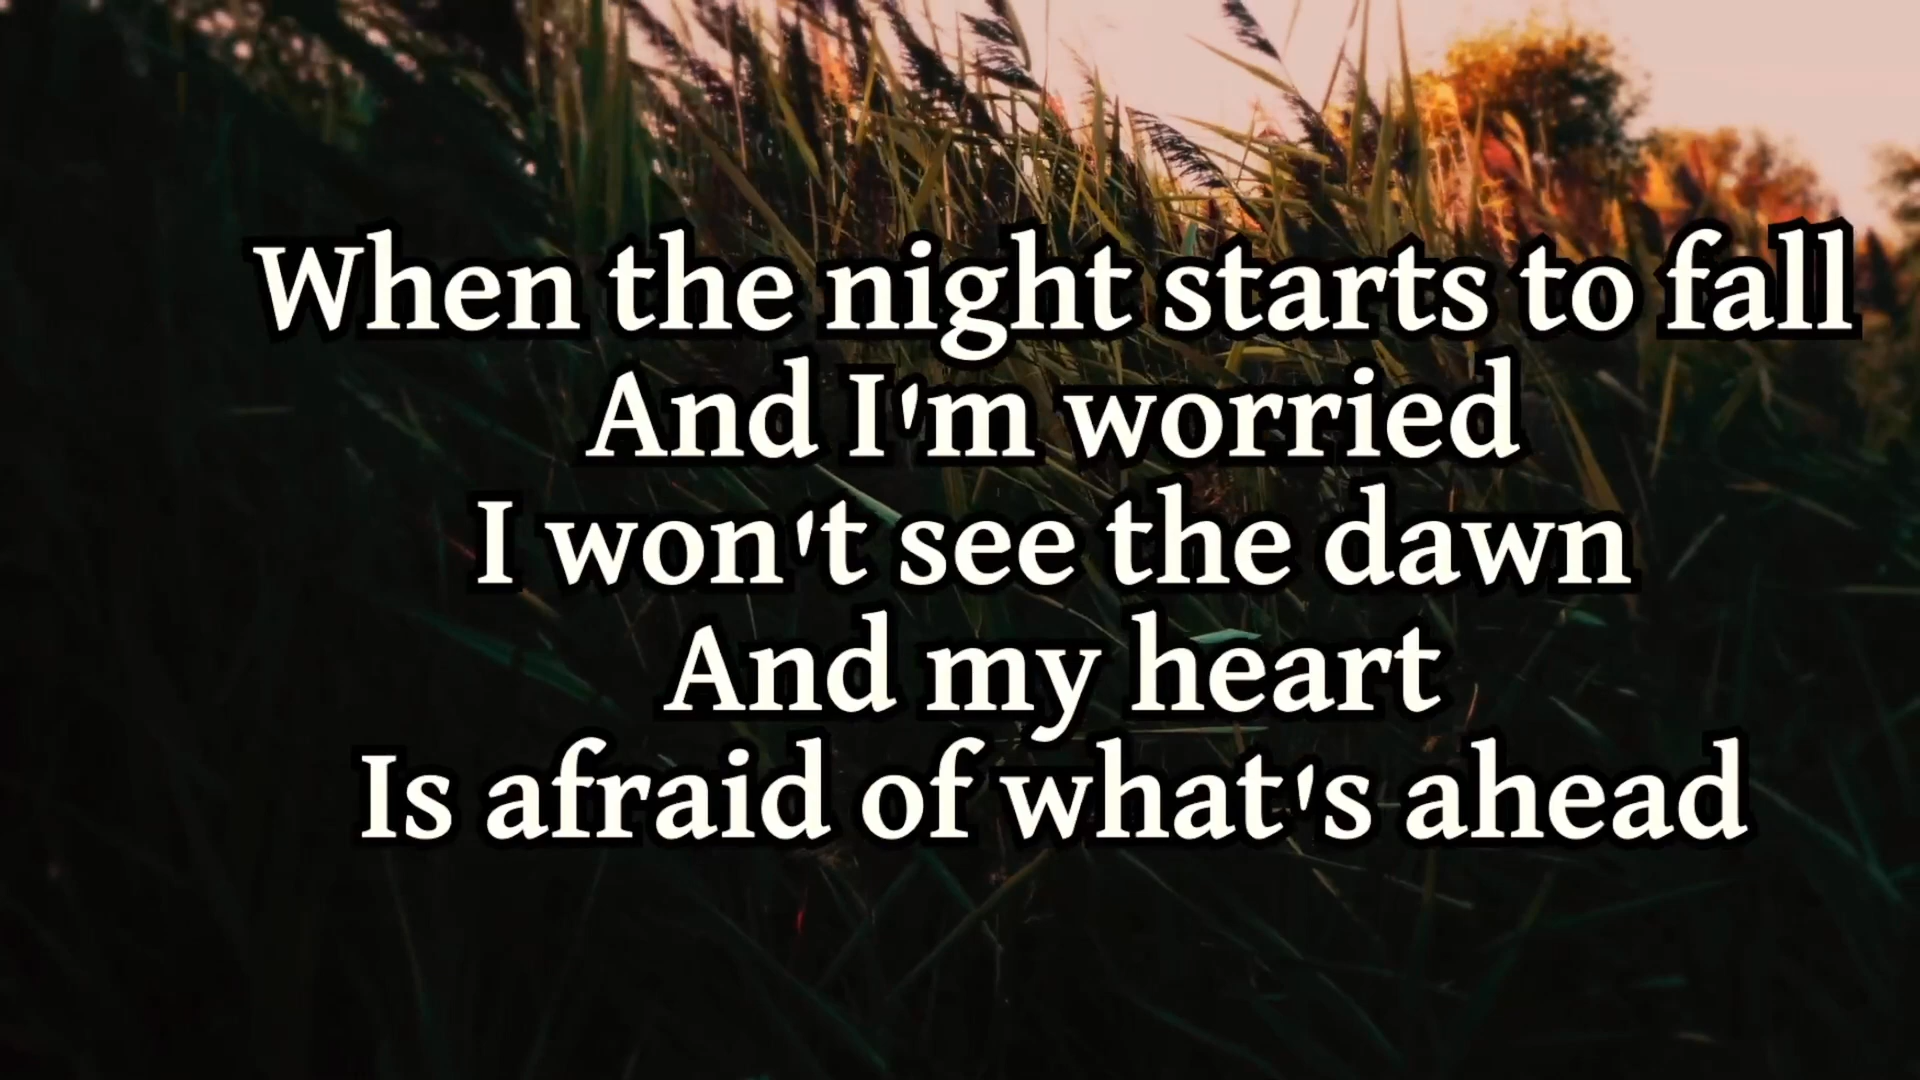 When the night starts to fall
And I'm worried
I won't see the dawn
And my heart
Is afraid of what's ahead